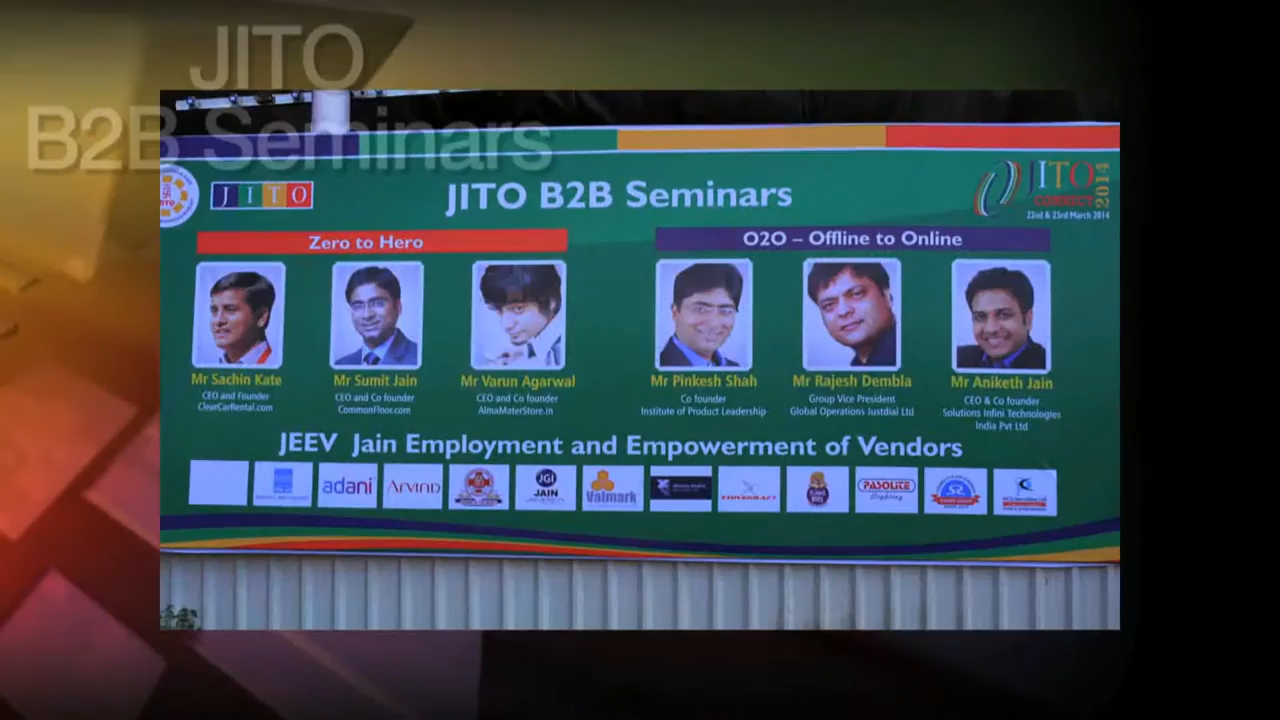 JITO
B2B Seminars
JITO
JITO
JITO B2B Seminars
JITO
CONNECT
2014
22nd & 23rd March 2014
Zero to Hero
O2O – Offline to Online
Mr Sachin Kate
CEO and Founder
ClearCarRental.com
Mr Sumit Jain
CEO and Co founder
CommonFloor.com
Mr Varun Agarwal
CEO and Co founder
AlmaMaterStore.in
Mr Pinkesh Shah
Co founder
Institute of Product Leadership
Mr Rajesh Dembla
Group Vice President
Global Operations Justdial Ltd
Mr Aniketh Jain
CEO & Co founder
Solutions Infini Technologies
India Pvt Ltd
JEEV Jain Employment and Empowerment of Vendors
adani
ARVIND
JGI
JAIN
UNIVERSITY
Valmark
PASOLITE
lighting